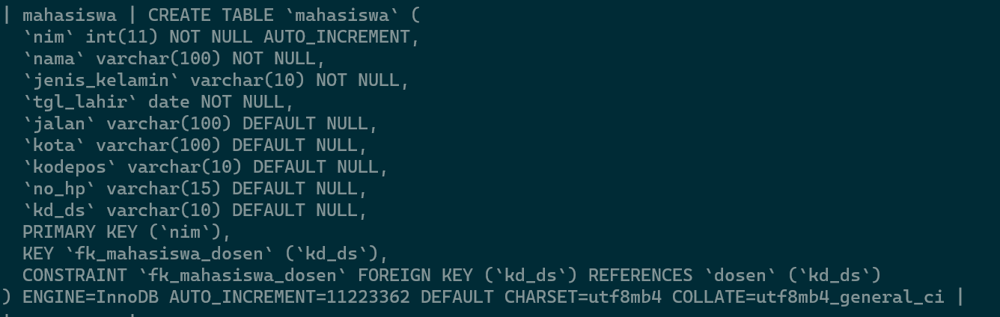 | mahasiswa | CREATE TABLE `mahasiswa` (
  `nim` int(11) NOT NULL AUTO_INCREMENT,
  `nama` varchar(100) NOT NULL,
  `jenis_kelamin` varchar(10) NOT NULL,
  `tgl_lahir` date NOT NULL,
  `jalan` varchar(100) DEFAULT NULL,
  `kota` varchar(100) DEFAULT NULL,
  `kodepos` varchar(10) DEFAULT NULL,
  `no_hp` varchar(15) DEFAULT NULL,
  `kd_ds` varchar(10) DEFAULT NULL,
  PRIMARY KEY (`nim`),
  KEY `fk_mahasiswa_dosen` (`kd_ds`),
  CONSTRAINT `fk_mahasiswa_dosen` FOREIGN KEY (`kd_ds`) REFERENCES `dosen` (`kd_ds`)
) ENGINE=InnoDB AUTO_INCREMENT=11223362 DEFAULT CHARSET=utf8mb4 COLLATE=utf8mb4_general_ci |